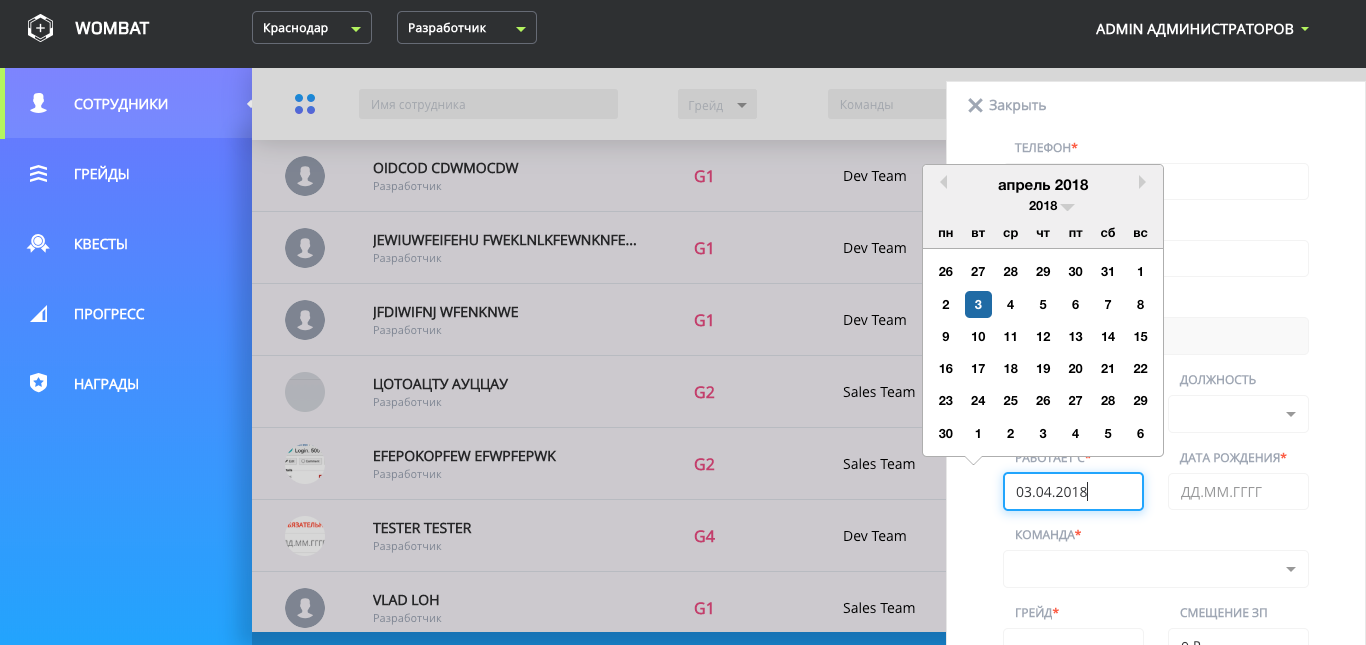 WOMBAT
Краснодар
Разработчик
ADMIN АДМИНИСТРАТОРОВ
СОТРУДНИКИ
ГРЕЙДЫ
КВЕСТЫ
ПРОГРЕСС
НАГРАДЫ
Имя сотрудника
Грейд
Команды
OIDCOD CDWMOCDW
Разработчик
G1
Dev Team
JEWIUWFEIFEHU FWEKLNLKFEWNKNFE...
Разработчик
G1
Dev Team
JFDIWIFNJ WFENKNWE
Разработчик
G1
Dev Team
ЦОТОАЦТУ АУЦЦАУ
Разработчик
G2
Sales Team
Login.
EFEPOKOPFEW EFWPFEPWK
Разработчик
G2
Sales Team
ДД.ММ.ГГГГ
TESTER TESTER
Разработчик
G4
Dev Team
VLAD LOH
Разработчик
G1
Sales Team
Закрыть
ТЕЛЕФОН*
апрель 2018
2018
пн вт ср чт пт сб вс
26 27 28 29 30 31 1
2 3 4 5 6 7 8
9 10 11 12 13 14 15
16 17 18 19 20 21 22
23 24 25 26 27 28 29
30 1 2 3 4 5 6
ДОЛЖНОСТЬ
РАБОТАЕТ С*
03.04.2018
ДАТА РОЖДЕНИЯ*
ДД.ММ.ГГГГ
КОМАНДА*
ГРЕЙД*
СМЕЩЕНИЕ ЗП